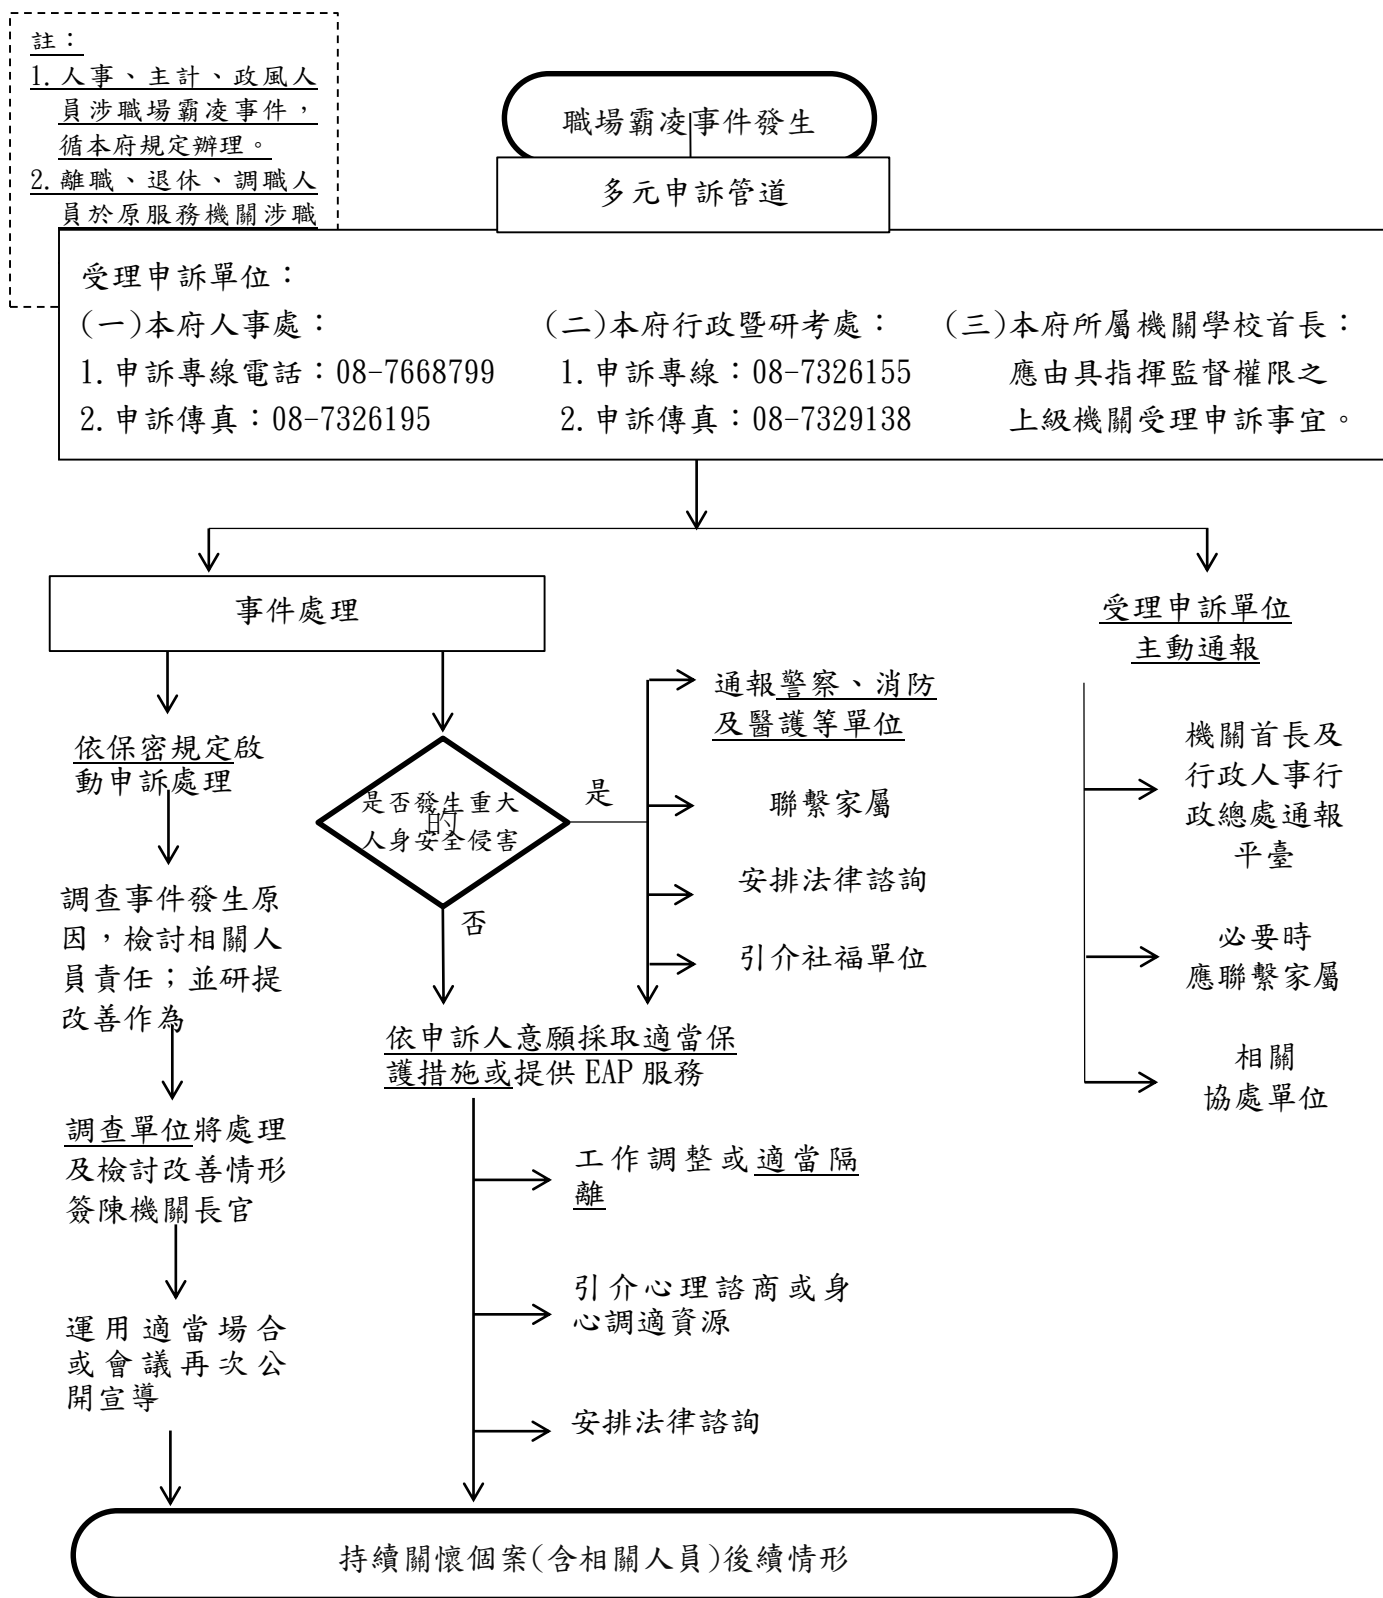 註：
1.人事、主計、政風人
員涉職場霸凌事件，
循本府規定辦理。
2.離職、退休、調職人
員於原服務機關涉職
職場霸凌事件發生
多元申訴管道
受理申訴單位：
(一)本府人事處：
1.申訴專線電話：08-7668799
2.申訴傳真：08-7326195
(二)本府行政暨研考處：
1.申訴專線：08-7326155
2.申訴傳真：08-7329138
(三)本府所屬機關學校首長：
應由具指揮監督權限之
上級機關受理申訴事宜。
事件處理
依保密規定啟
動申訴處理
調查事件發生原
因，檢討相關人
員責任；並研提
改善作為
調查單位將處理
及檢討改善情形
簽陳機關長官
運用適當場合
或會議再次公
開宣導
是否發生重大
的
人身安全侵害
是
否
通報警察、消防
及醫護等單位
聯繫家屬
安排法律諮詢
引介社福單位
依申訴人意願採取適當保
護措施或提供 EAP 服務
工作調整或適當隔
離
引介心理諮商或身
心調適資源
安排法律諮詢
受理申訴單位
主動通報
機關首長及
行政人事行
政總處通報
平臺
必要時
應聯繫家屬
相關
協處單位
持續關懷個案(含相關人員)後續情形